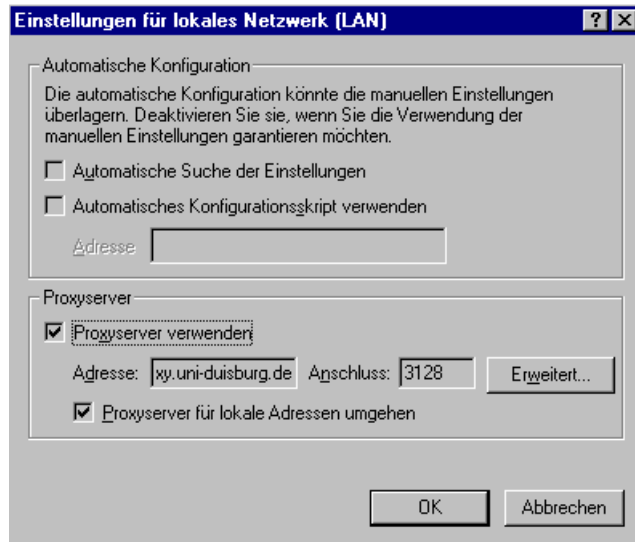 Einstellungen für lokales Netzwerk (LAN)
Automatische Konfiguration
Die automatische Konfiguration könnte die manuellen Einstellungen
überlagern. Deaktivieren Sie sie, wenn Sie die Verwendung der
manuellen Einstellungen garantieren möchten.
Automatische Suche der Einstellungen
Automatisches Konfigurationsskript verwenden
Adresse
Proxyserver
Proxyserver verwenden
Adresse: xy.uni-duisburg.de Anschluss: 3128 Erweitert...
Proxyserver für lokale Adressen umgehen
OK Abbrechen